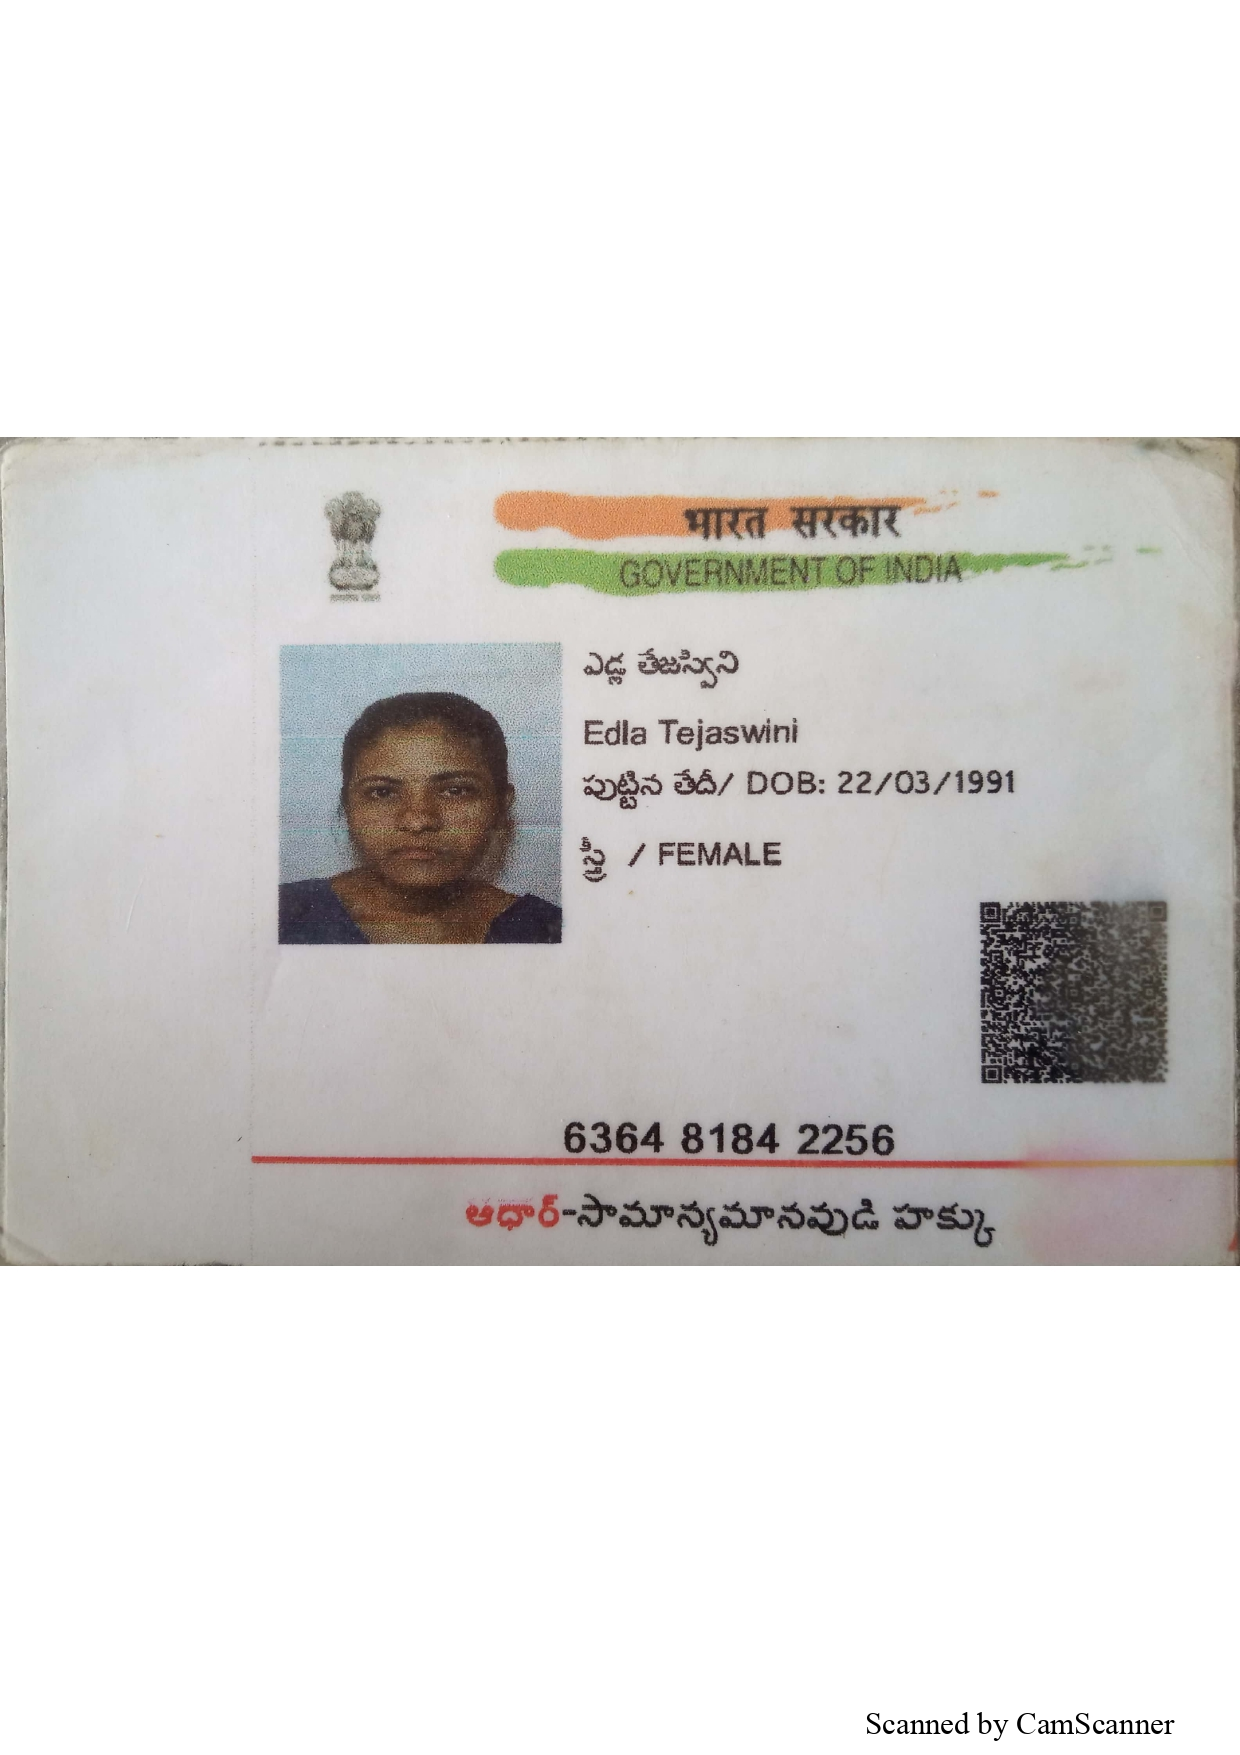 भारत सरकार
GOVERNMENT OF INDIA
ఎడ్ల తేజస్విని
Edla Tejaswini
పుట్టిన తేదీ/ DOB: 22/03/1991
స్త్రీ / FEMALE
6364 8184 2256
ఆధార్-సామాన్యమానవుడి హక్కు
Scanned by CamScanner